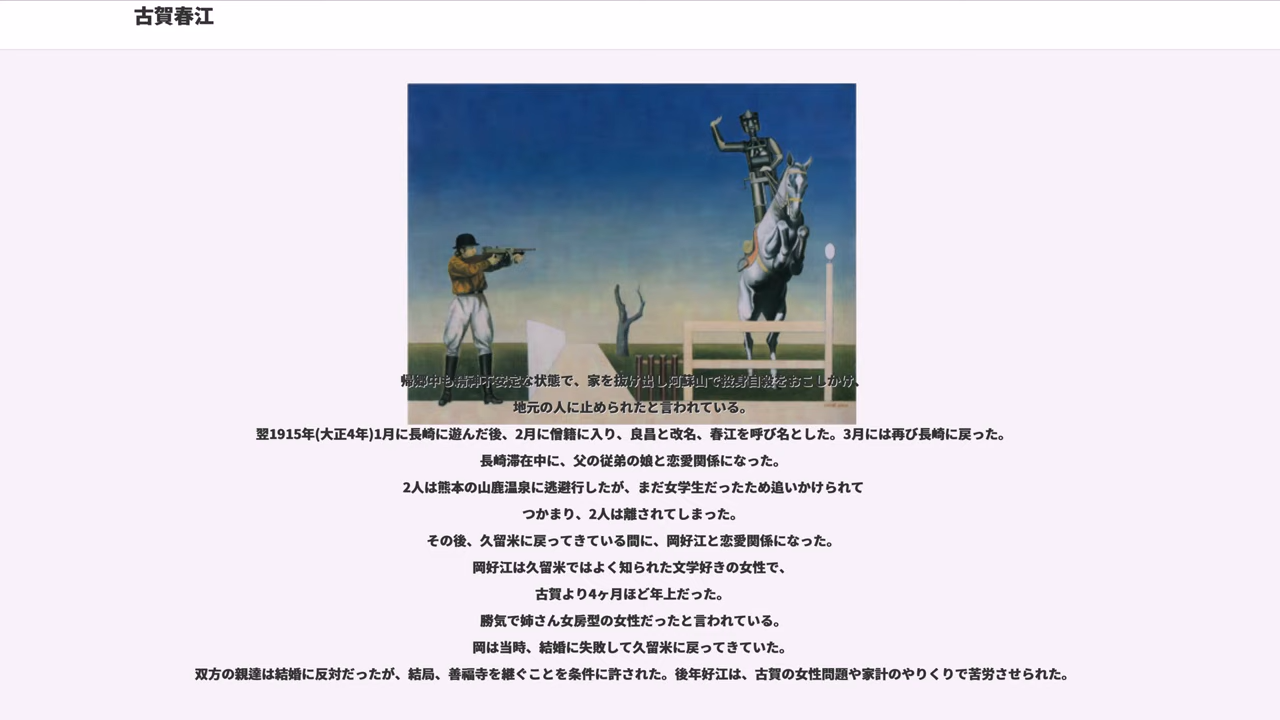 古賀春江
帰郷中も精神不安定な状態で、家を抜け出し阿蘇山で投身自殺をおこしかけ、
地元の人に止められたと言われている。
翌1915年(大正4年)1月に長崎に遊んだ後、2月に僧籍に入り、良昌と改名、春江を呼び名とした。3月には再び長崎に戻った。
長崎滞在中に、父の従弟の娘と恋愛関係になった。
2人は熊本の山鹿温泉に逃避行したが、まだ女学生だったため追いかけられて
つかまり、2人は離されてしまった。
その後、久留米に戻ってきている間に、岡好江と恋愛関係になった。
岡好江は久留米ではよく知られた文学好きの女性で、
古賀より4ヶ月ほど年上だった。
勝気で姉さん女房型の女性だったと言われている。
岡は当時、結婚に失敗して久留米に戻ってきていた。
双方の親達は結婚に反対だったが、結局、善福寺を継ぐことを条件に許された。後年好江は、古賀の女性問題や家計のやりくりで苦労させられた。